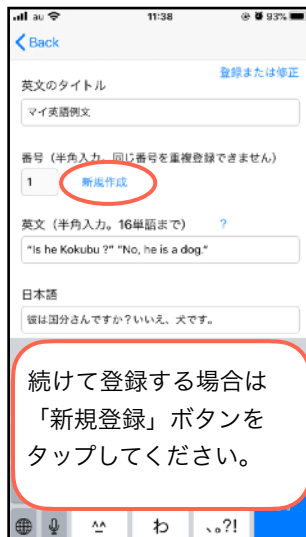 au 11:38 93%
Back
登録または修正
英文のタイトル
マイ英語例文
番号（半角入力、同じ番号を重複登録できません）
1 新規作成
英文（半角入力。16単語まで） ?
“Is he Kokubu ?” “No, he is a dog.”
日本語
彼は国分さんですか？いいえ、犬です。
続けて登録する場合は
「新規登録」ボタンを
タップしてください。
^^ わ 、。?!